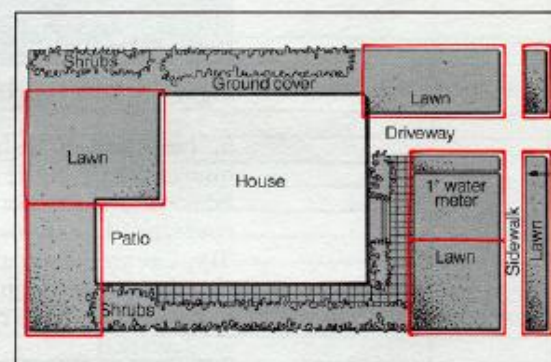 Shrubs
Ground cover
Lawn
Driveway
Lawn
House
1" water
meter
Patio
Sidewalk
Lawn
Lawn
Shrubs